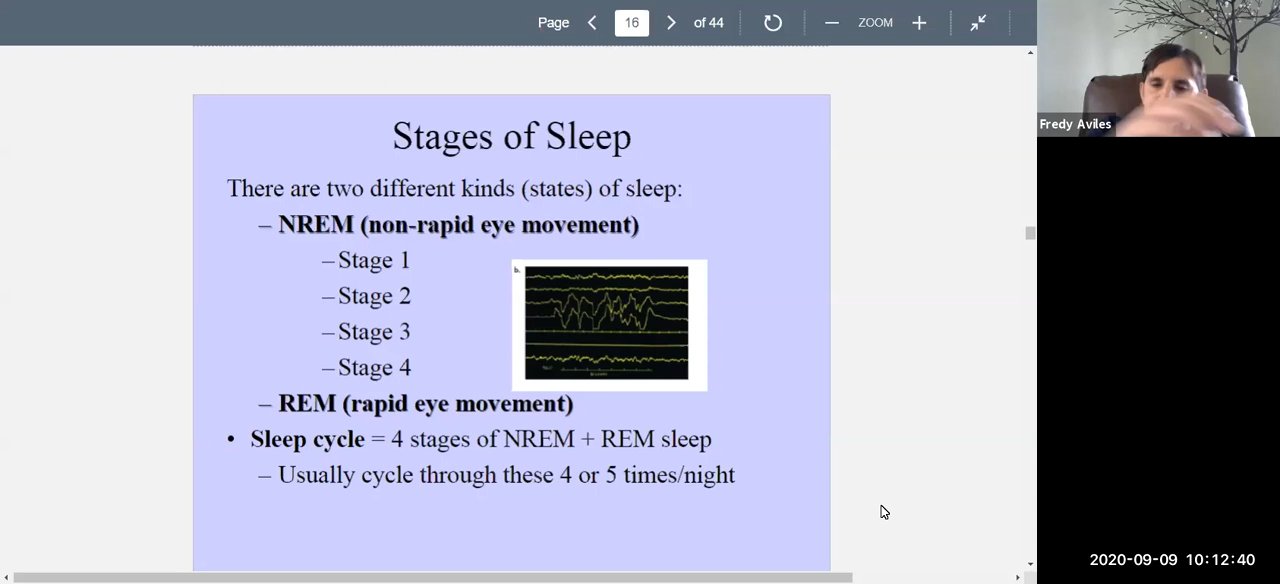 Page 16 of 44 ZOOM
Fredy Aviles
Stages of Sleep
There are two different kinds (states) of sleep:
– NREM (non-rapid eye movement)
– Stage 1
– Stage 2
– Stage 3
– Stage 4
b.
– REM (rapid eye movement)
• Sleep cycle = 4 stages of NREM + REM sleep
– Usually cycle through these 4 or 5 times/night
2020-09-09 10:12:40